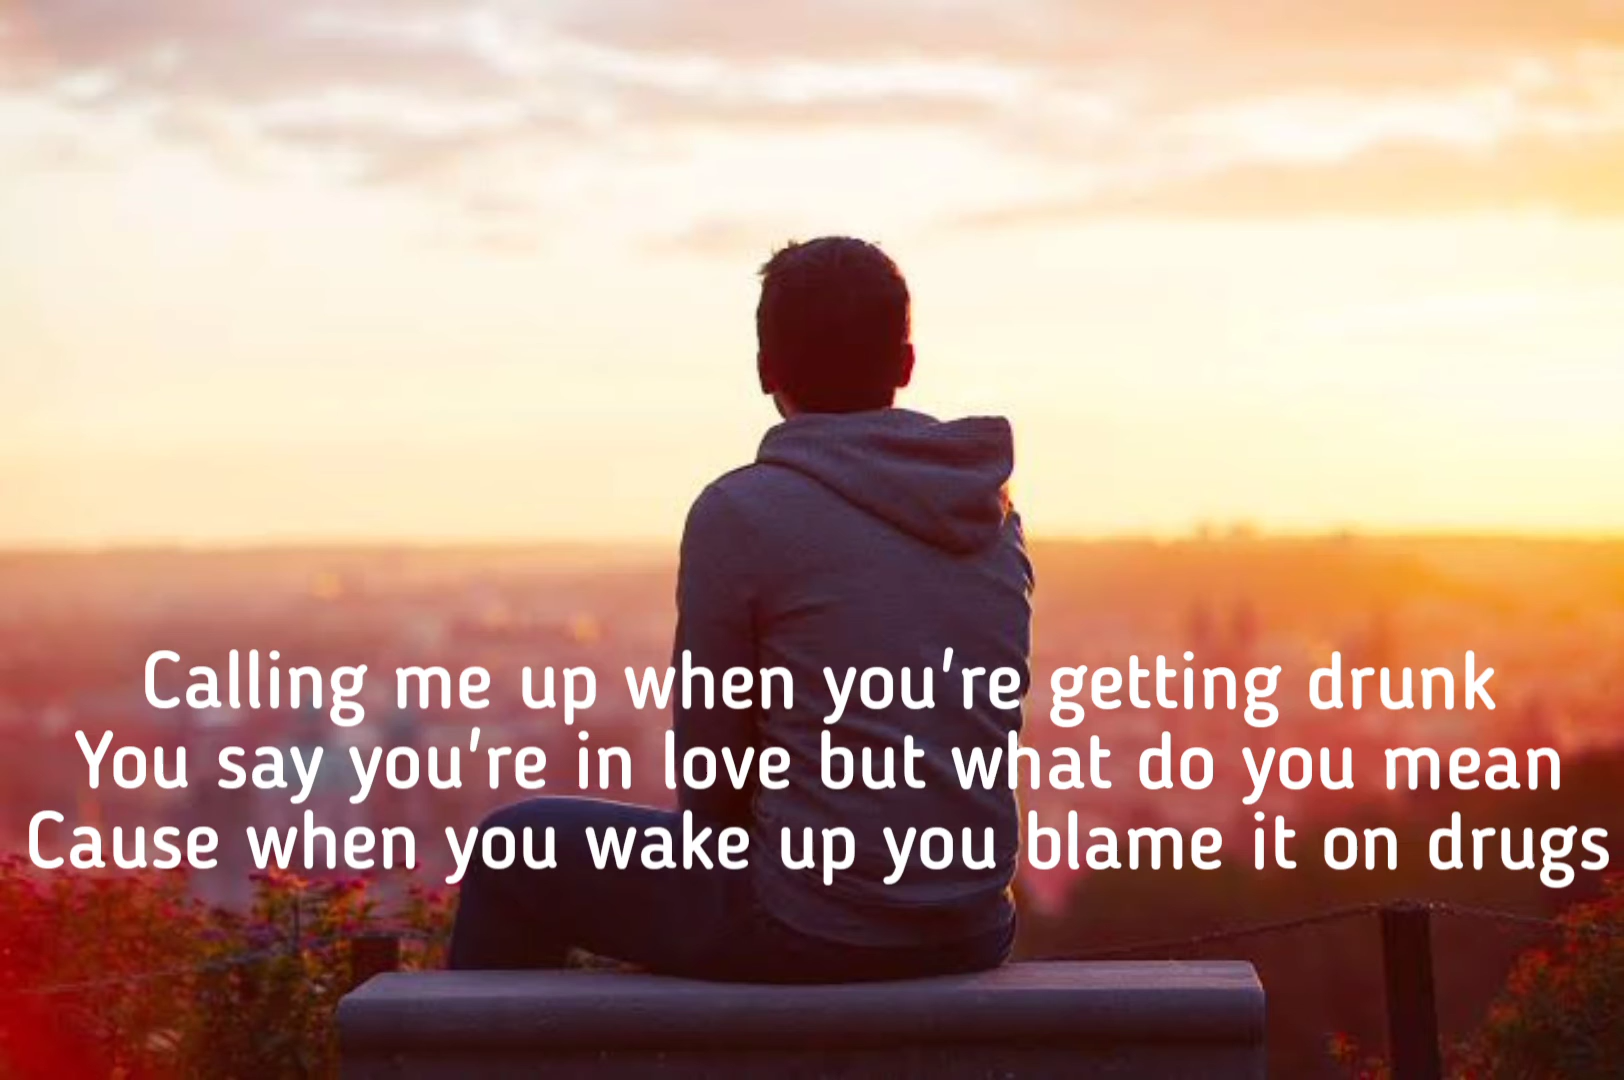 Calling me up when you're getting drunk
You say you're in love but what do you mean
Cause when you wake up you blame it on drugs